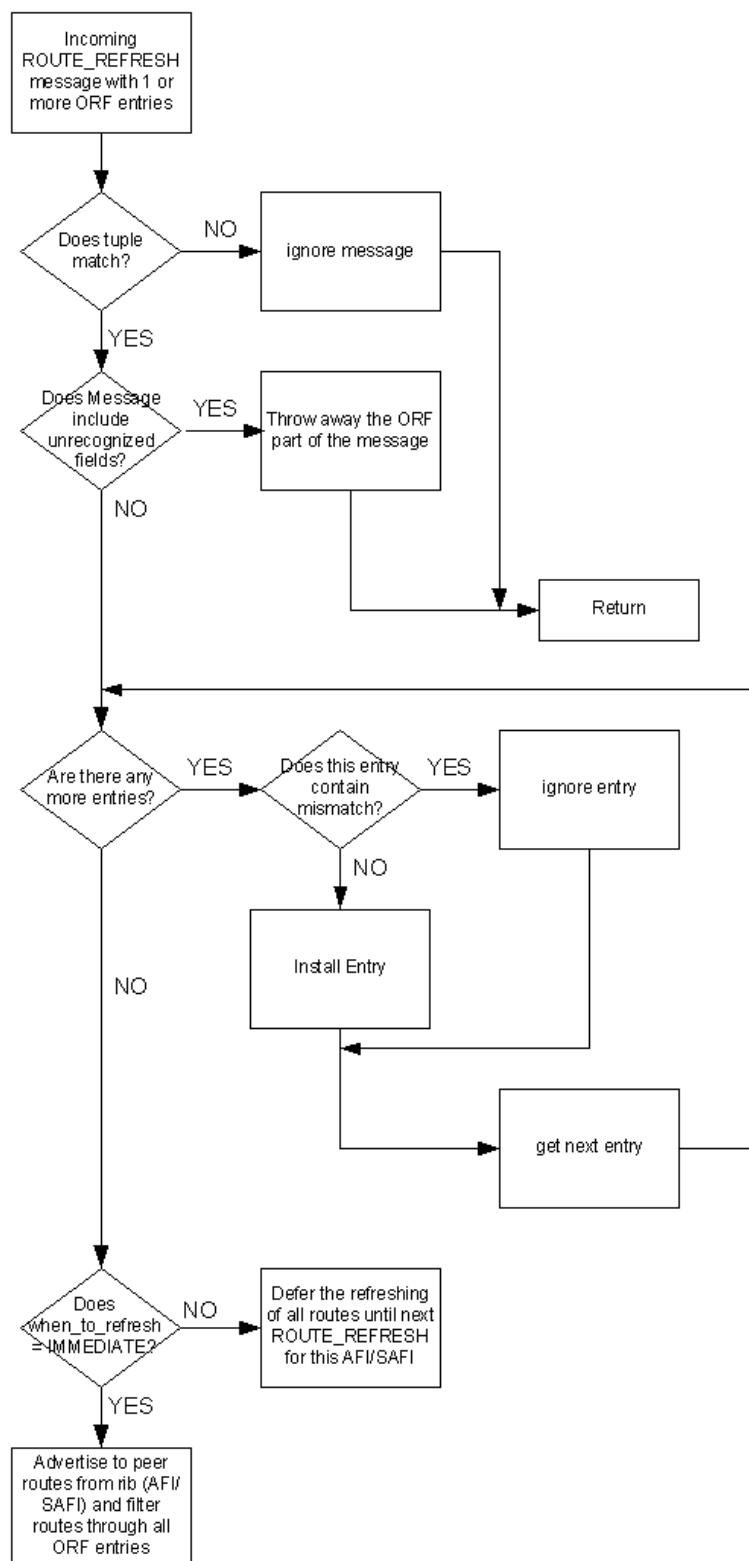 Incoming
ROUTE_REFRESH
message with 1 or
more ORF entries
Does tuple
match?
NO
ignore message
YES
Does Message
include
unrecognized
fields?
YES
Throw away the ORF
part of the message
NO
Return
Are there any
more entries?
YES
Does this entry
contain
mismatch?
YES
ignore entry
NO
Install Entry
NO
get next entry
Does
when_to_refresh
= IMMEDIATE?
NO
Defer the refreshing
of all routes until next
ROUTE_REFRESH
for this AFI/SAFI
YES
Advertise to peer
routes from rib (AFI/
SAFI) and filter
routes through all
ORF entries